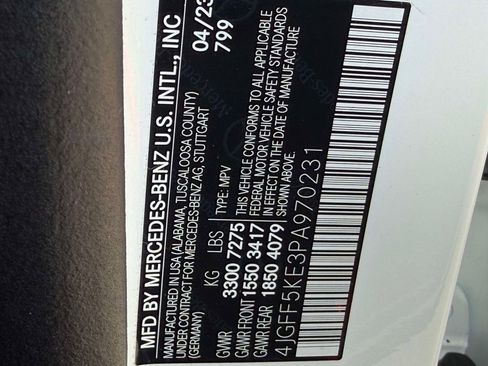 MFD BY MERCEDES-BENZ U.S. INTL., INC
MANUFACTURED IN USA (ALABAMA, TUSCALOOSA COUNTY)
UNDER CONTRACT FOR MERCEDES-BENZ AG, STUTTGART
04/23
799
TYPE: MPV
KG LBS
GVWR 3300 7275
GAWR FRONT 1550 3417
GAWR REAR 1850 4079
THIS VEHICLE CONFORMS TO ALL APPLICABLE
FEDERAL MOTOR VEHICLE SAFETY STANDARDS
IN EFFECT ON THE DATE OF MANUFACTURE
SHOWN ABOVE.
4JGFF5KE3PA970231